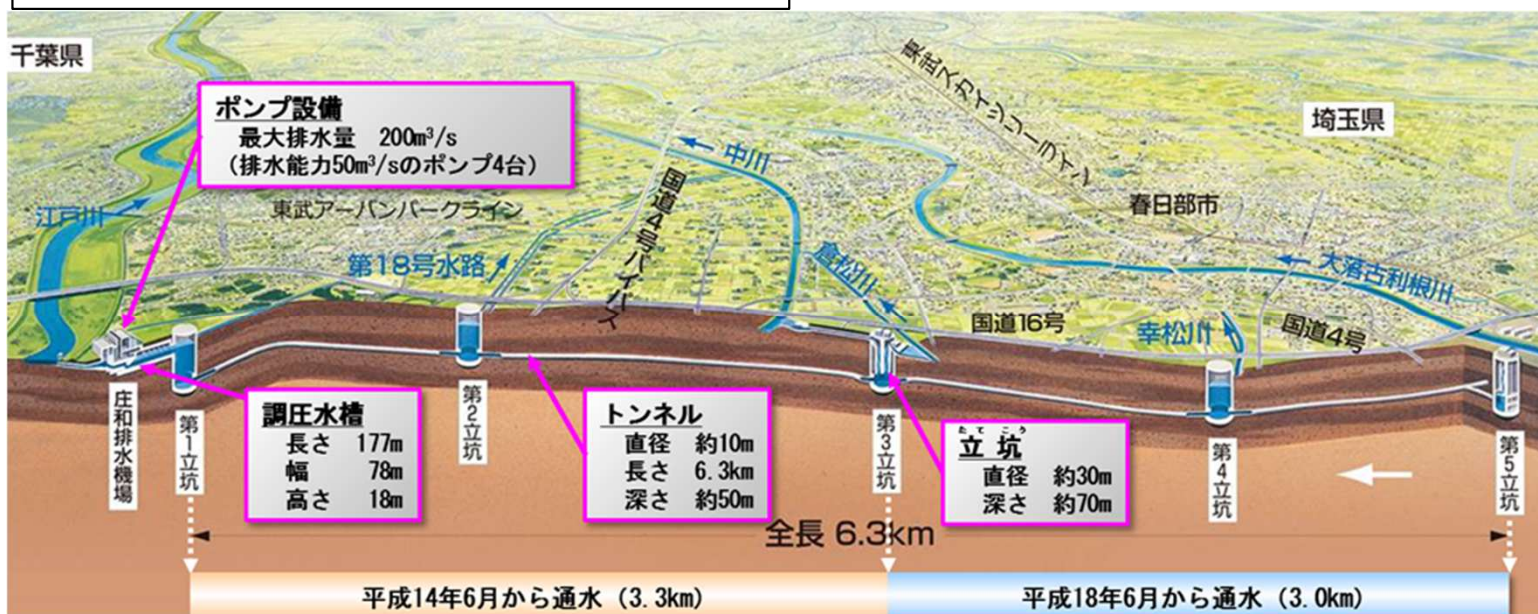 千葉県
埼玉県
ポンプ設備
最大排水量 200m³/s
(排水能力50m³/sのポンプ4台)
東武スカイツリーライン
中川
江戸川
東武アーバンパークライン
国道4号バイパス
春日部市
第18号水路
倉松川
大落古利根川
国道16号
幸松川
国道4号
庄和排水機場
第1立坑
調圧水槽
長さ 177m
幅 78m
高さ 18m
第2立坑
トンネル
直径 約10m
長さ 6.3km
深さ 約50m
第3立坑
たてこう
立坑
直径 約30m
深さ 約70m
第4立坑
第5立坑
全長 6.3km
平成14年6月から通水(3.3km)
平成18年6月から通水(3.0km)